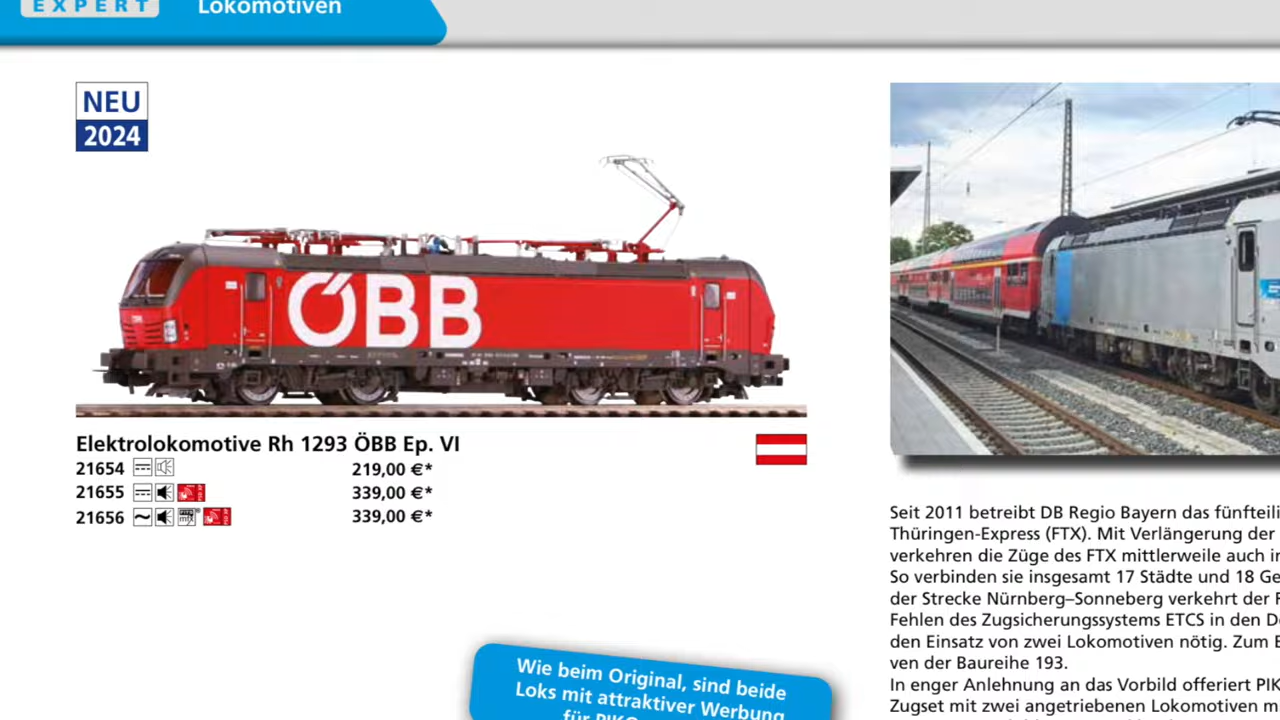 EXPERT
Lokomotiven
NEU
2024
ÖBB
Elektrolokomotive Rh 1293 ÖBB Ep. VI
21654 219,00 €*
21655 339,00 €*
21656 339,00 €*
Wie beim Original, sind beide
Loks mit attraktiver Werbung
für PIKO
Seit 2011 betreibt DB Regio Bayern das fünfteili
Thüringen-Express (FTX). Mit Verlängerung der
verkehren die Züge des FTX mittlerweile auch i
So verbinden sie insgesamt 17 Städte und 18 Ge
der Strecke Nürnberg–Sonneberg verkehrt der F
Fehlen des Zugsicherungssystems ETCS in den D
den Einsatz von zwei Lokomotiven nötig. Zum B
ven der Baureihe 193.
In enger Anlehnung an das Vorbild offeriert PIK
Zugset mit zwei angetriebenen Lokomotiven m